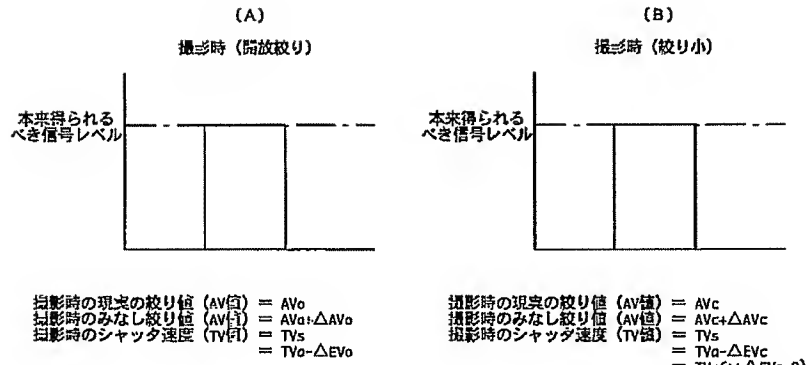 (A)
撮影時（開放絞り）
本来得られる
べき信号レベル
撮影時の現実の絞り値（AV値）＝ AVo
撮影時のみなし絞り値（AV値）＝ AVo+△AVo
撮影時のシャッタ速度（TV値）＝ TVs
＝ TVa-△EVo
(B)
撮影時（絞り小）
本来得られる
べき信号レベル
撮影時の現実の絞り値（AV値）＝ AVc
撮影時のみなし絞り値（AV値）＝ AVc+△AVc
撮影時のシャッタ速度（TV値）＝ TVs
＝ TVa-△EVc